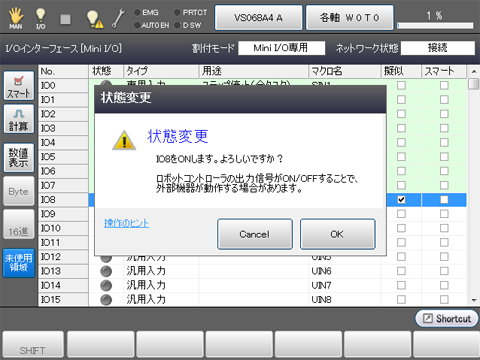 MAN I/O EMG AUTO EN PRTCT D SW VS068A4 A 各軸 W0T0 1 %
I/Oインターフェース [Mini I/O] 割付モード Mini I/O専用 ネットワーク状態 接続
No. 状態 タイプ 用途 マクロ名 擬似 スマート
スマート
計算
数値
表示
Byte
16進
未使用
領域
IO0 専用入力
IO1
IO2
IO3
IO4
IO5
IO6
IO7
IO8
IO9
IO10
IO11
IO12 汎用入力 UIN5
IO13 汎用入力 UIN6
IO14 汎用入力 UIN7
IO15 汎用入力 UIN8
状態変更
状態変更
IO8をONします。よろしいですか？
ロボットコントローラの出力信号がON/OFFすることで、
外部機器が動作する場合があります。
操作のヒント
Cancel OK
Shortcut
SHIFT